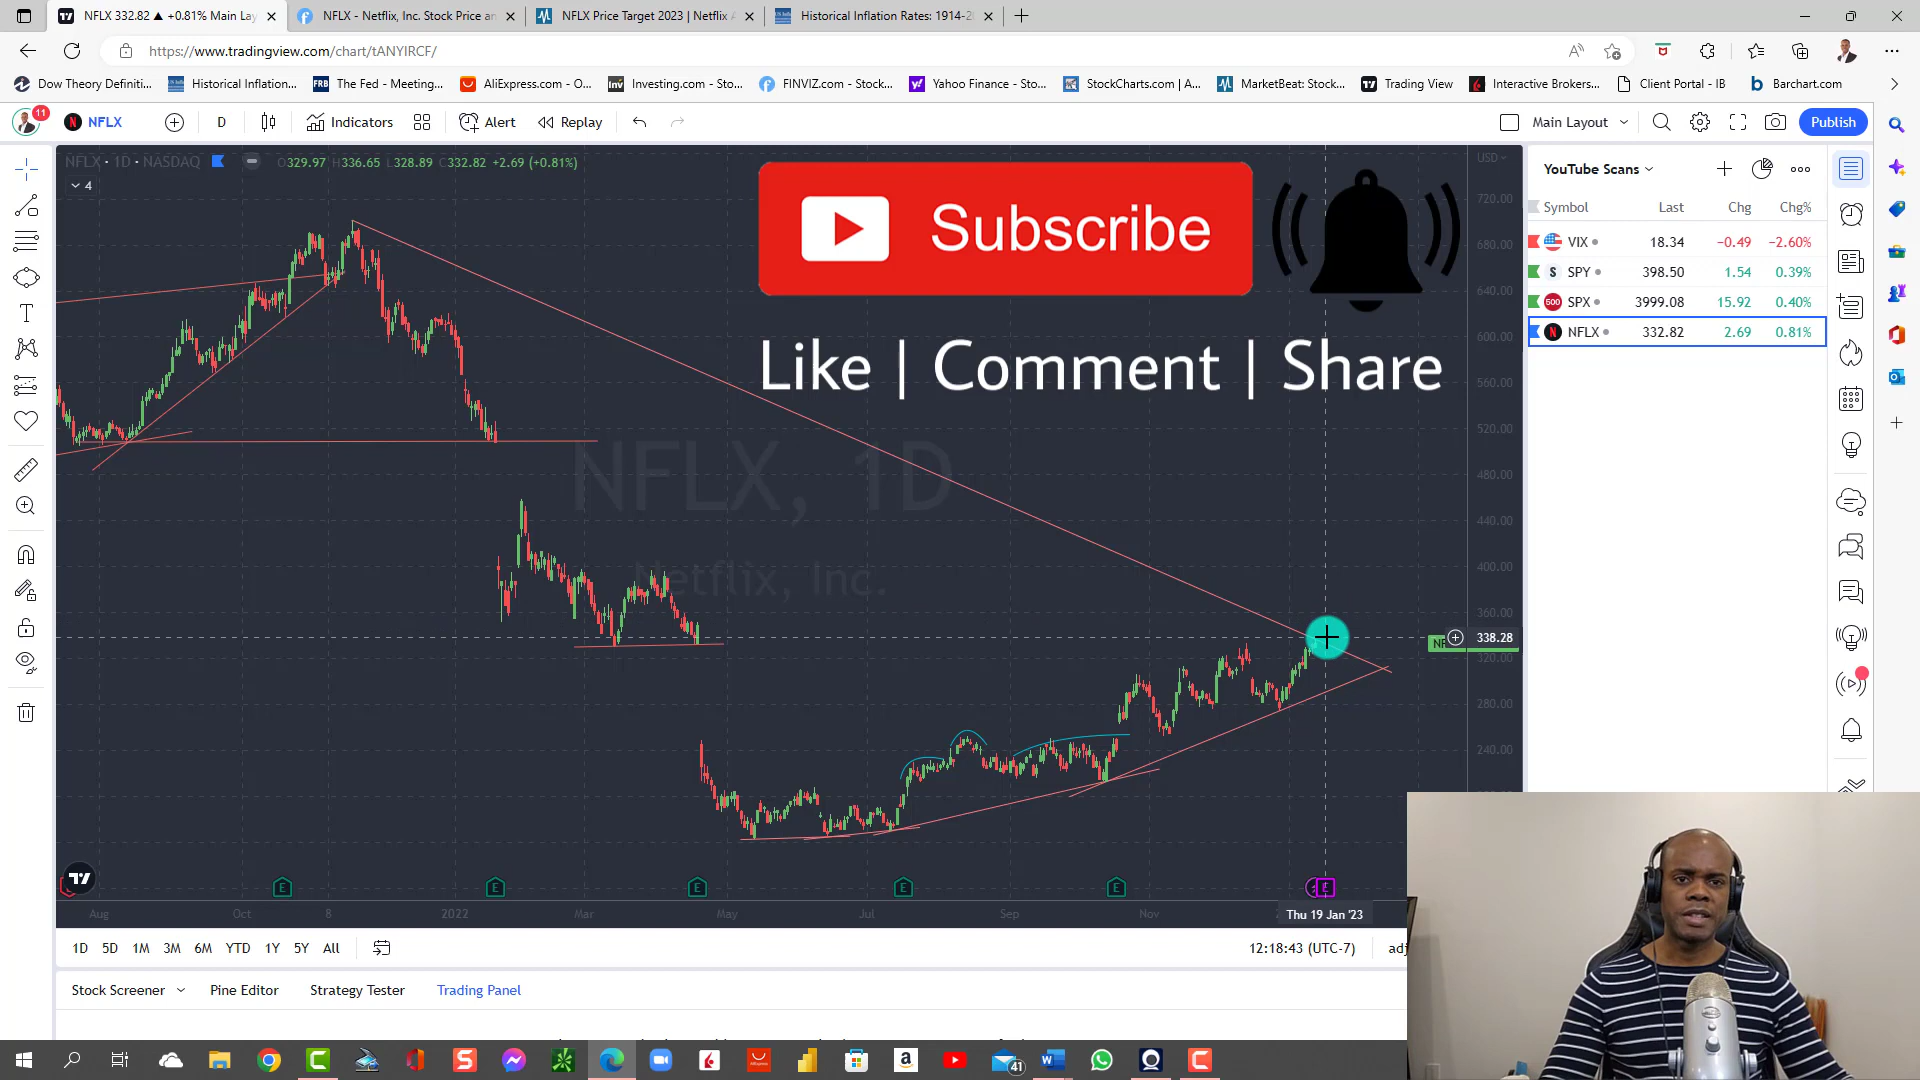 NFLX 332.82 ▲ +0.81% Main Lay
NFLX - Netflix, Inc. Stock Price an
NFLX Price Target 2023 | Netflix A
Historical Inflation Rates: 1914-2
https://www.tradingview.com/chart/tANYIRCF/
Dow Theory Definiti...
Historical Inflation...
FRB
The Fed - Meeting...
AliExpress.com - O...
Inv
Investing.com - Sto...
FINVIZ.com - Stock...
Yahoo Finance - Sto...
StockCharts.com | A...
MarketBeat: Stock...
Trading View
Interactive Brokers...
Client Portal - IB
Barchart.com
11
NFLX
D
Indicators
Alert
Replay
Main Layout
Publish
NFLX · 1D · NASDAQ
O329.97 H336.65 L328.89 C332.82 +2.69 (+0.81%)
4
USD
Subscribe
Like | Comment | Share
NFLX, 1D
Netflix, Inc.
720.00
680.00
640.00
600.00
560.00
520.00
480.00
440.00
400.00
360.00
338.28
320.00
280.00
240.00
YouTube Scans
Symbol Last Chg Chg%
VIX 18.34 −0.49 −2.60%
SPY 398.50 1.54 0.39%
500 SPX 3999.08 15.92 0.40%
NFLX 332.82 2.69 0.81%
E E E E E E
Aug Oct 8 2022 Mar May Jul Sep Nov Thu 19 Jan '23
1D 5D 1M 3M 6M YTD 1Y 5Y All
12:18:43 (UTC-7)
adj
Stock Screener
Pine Editor
Strategy Tester
Trading Panel
41